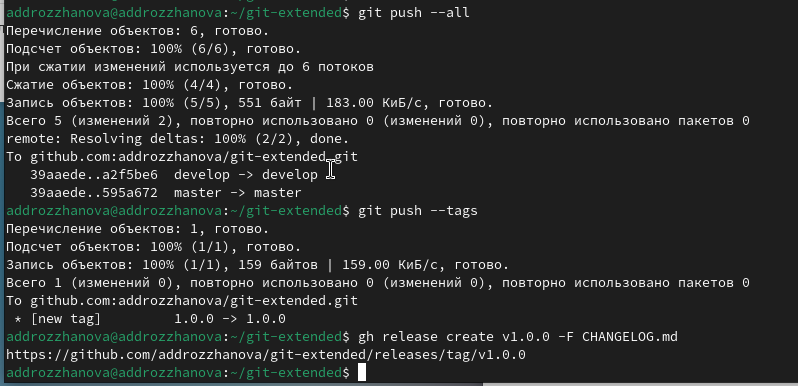 addrozzhanova@addrozzhanova:~/git-extended$ git push --all
Перечисление объектов: 6, готово.
Подсчет объектов: 100% (6/6), готово.
При сжатии изменений используется до 6 потоков
Сжатие объектов: 100% (4/4), готово.
Запись объектов: 100% (5/5), 551 байт | 183.00 КиБ/с, готово.
Всего 5 (изменений 2), повторно использовано 0 (изменений 0), повторно использовано пакетов 0
remote: Resolving deltas: 100% (2/2), done.
To github.com:addrozzhanova/git-extended.git
   39aaede..a2f5be6  develop -> develop
   39aaede..595a672  master -> master
addrozzhanova@addrozzhanova:~/git-extended$ git push --tags
Перечисление объектов: 1, готово.
Подсчет объектов: 100% (1/1), готово.
Запись объектов: 100% (1/1), 159 байтов | 159.00 КиБ/с, готово.
Всего 1 (изменений 0), повторно использовано 0 (изменений 0), повторно использовано пакетов 0
To github.com:addrozzhanova/git-extended.git
 * [new tag]         1.0.0 -> 1.0.0
addrozzhanova@addrozzhanova:~/git-extended$ gh release create v1.0.0 -F CHANGELOG.md
https://github.com/addrozzhanova/git-extended/releases/tag/v1.0.0
addrozzhanova@addrozzhanova:~/git-extended$